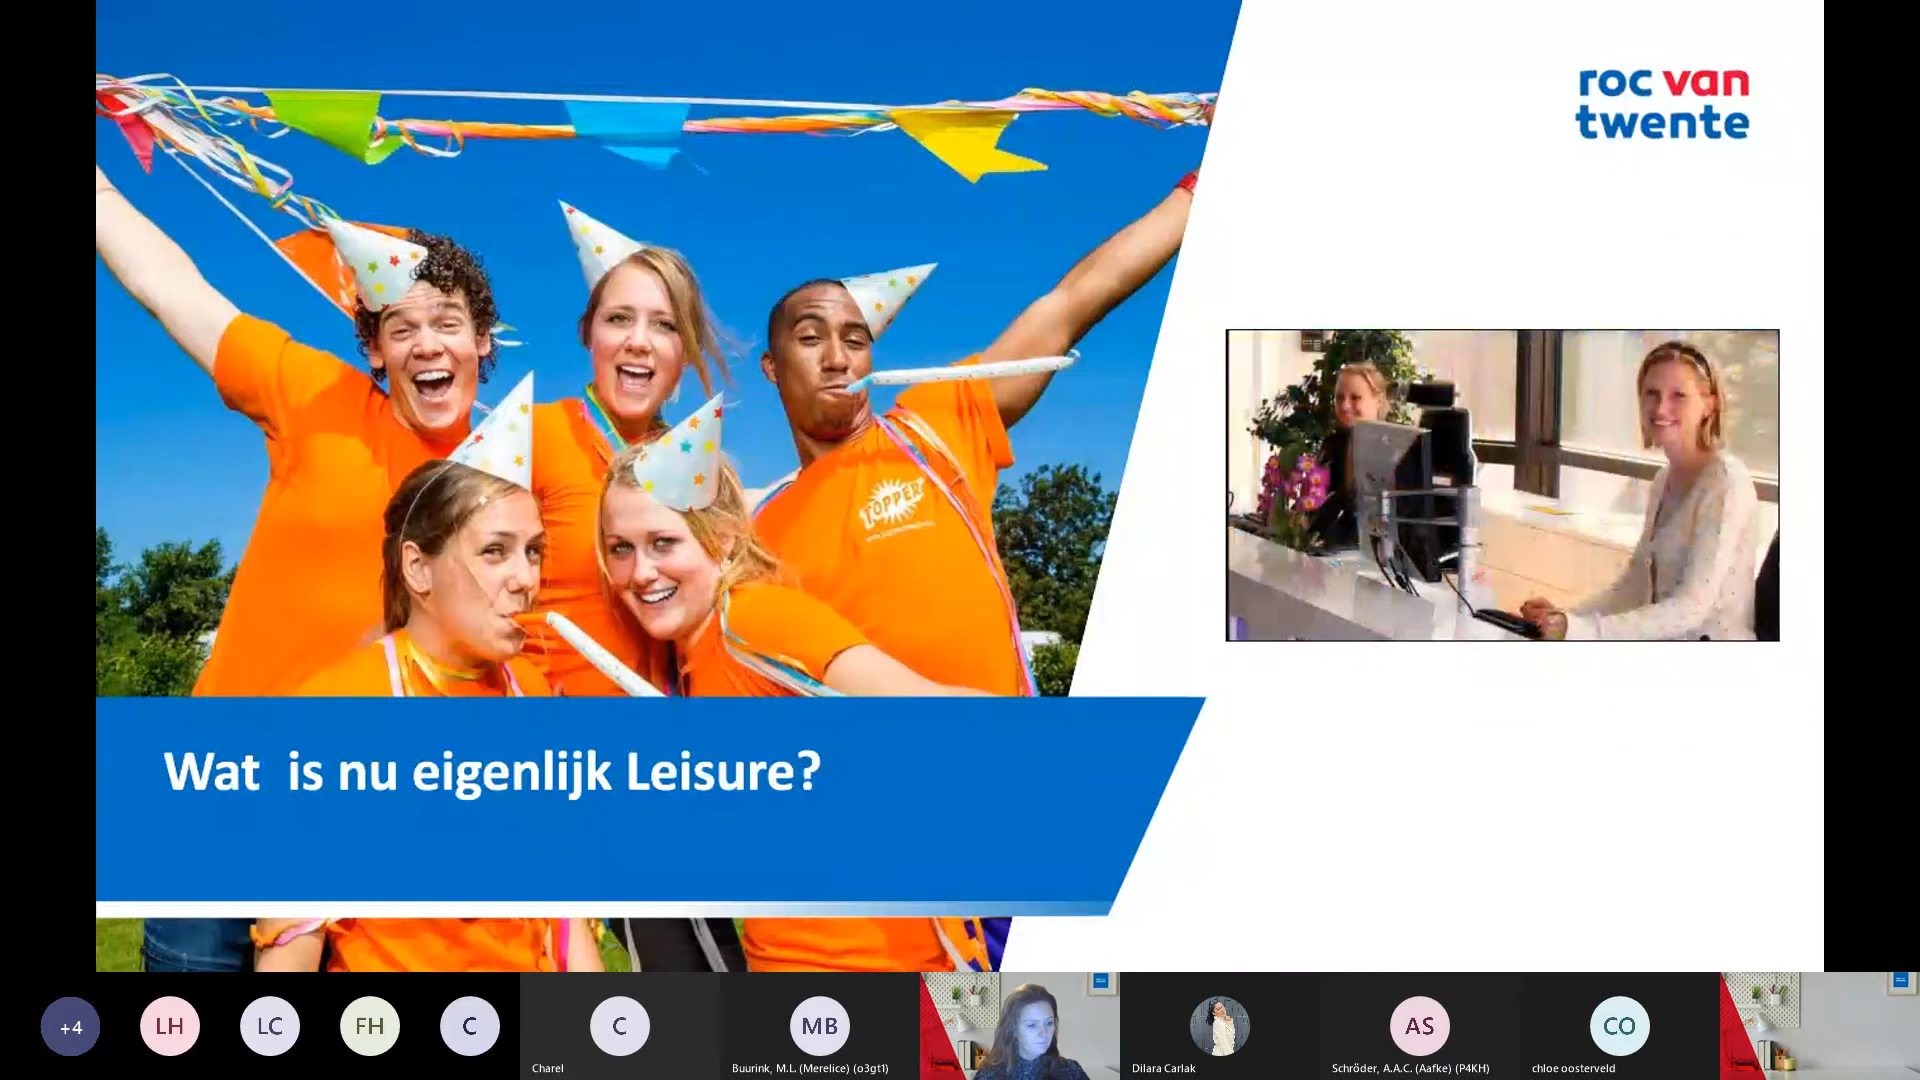 roc van
twente
TOPPER
Wat  is nu eigenlijk Leisure?
+4
LH
LC
FH
C
C
MB
AS
CO
Charel
Buurink, M.L. (Merelice) (o3gt1)
Dilara Carlak
Schröder, A.A.C. (Aafke) (P4KH)
chloe oosterveld